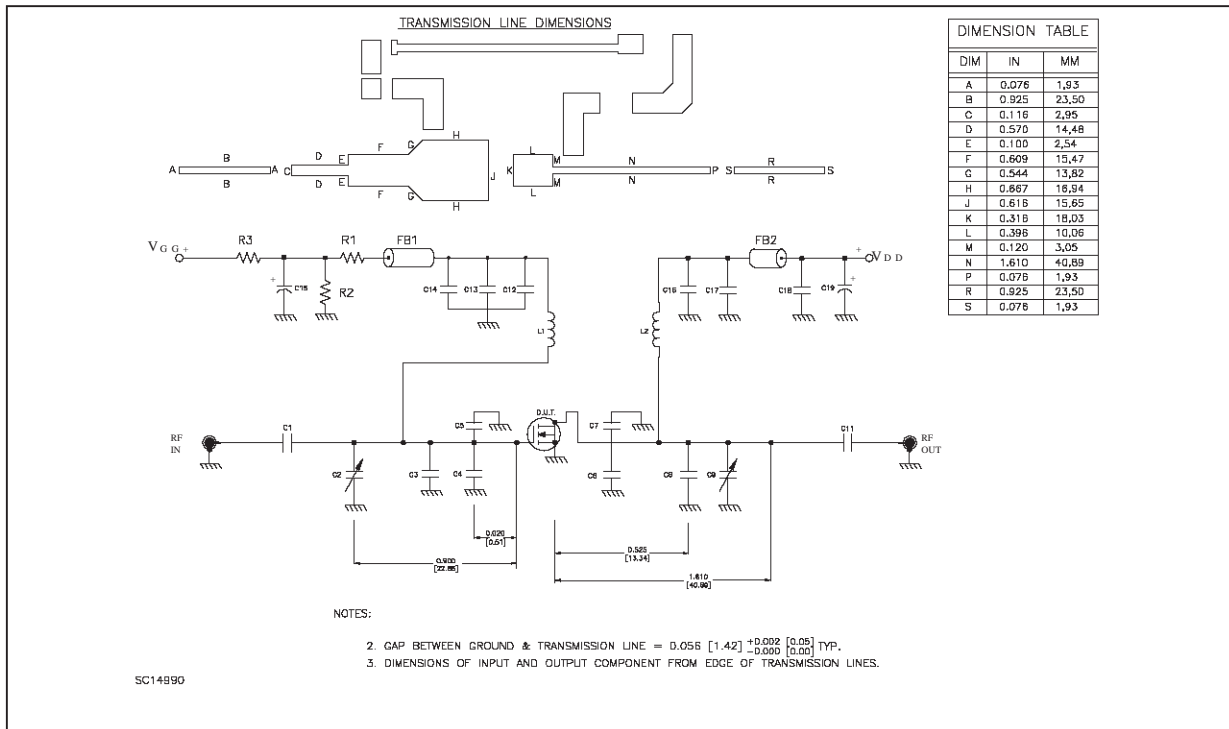 TRANSMISSION LINE DIMENSIONS
H
L
G
F
D
E
B
M
N
R
A
A
C
J
K
P
S
S
B
D
E
F
G
H
M
L
N
R
DIMENSION TABLE
DIM IN MM
A 0.076 1,93
B 0.925 23,50
C 0.116 2,95
D 0.570 14,48
E 0.100 2,54
F 0.609 15,47
G 0.544 13,82
H 0.667 16,94
J 0.616 15,65
K 0.316 18,03
L 0.396 10,06
M 0.120 3,05
N 1.610 40,89
P 0.076 1,93
R 0.925 23,50
S 0.076 1,93
VGG+
R3
R1
FB1
FB2
+
VDD
+
C15
R2
C14
C13
C12
C16
C17
C18
C19
+
L1
L2
RF
IN
C1
C5
D.U.T.
C7
C11
RF
OUT
C2
C3
C4
C6
C8
C9
0.020
[0.51]
0.900
[22.86]
0.525
[13.34]
1.610
[40.89]
NOTES:
2. GAP BETWEEN GROUND & TRANSMISSION LINE = 0.056 [1.42] +0.002 [0.05] -0.000 [0.00] TYP.
3. DIMENSIONS OF INPUT AND OUTPUT COMPONENT FROM EDGE OF TRANSMISSION LINES.
SC14990